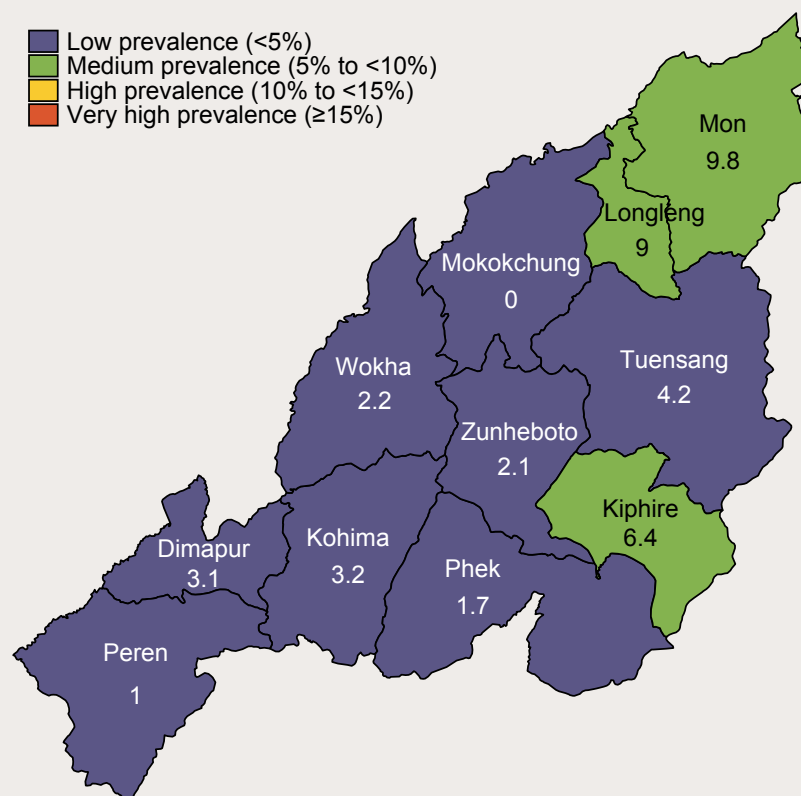 Low prevalence (<5%)
Medium prevalence (5% to <10%)
High prevalence (10% to <15%)
Very high prevalence (≥15%)
Mon
9.8
Longleng
9
Mokokchung
0
Tuensang
4.2
Wokha
2.2
Zunheboto
2.1
Kiphire
6.4
Kohima
3.2
Dimapur
3.1
Phek
1.7
Peren
1